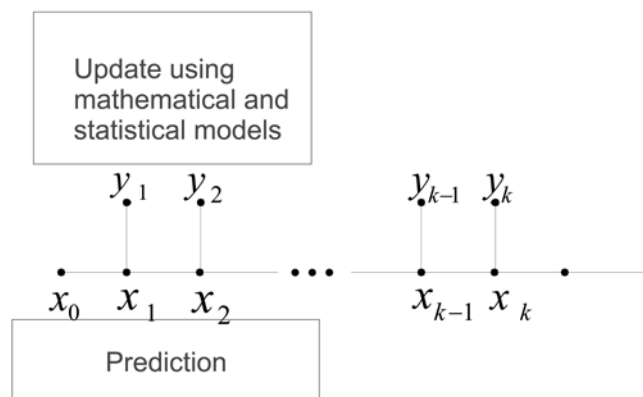 Update using
mathematical and
statistical models
y₁ y₂ yₖ₋₁ yₖ
x₀ x₁ x₂ xₖ₋₁ xₖ
Prediction